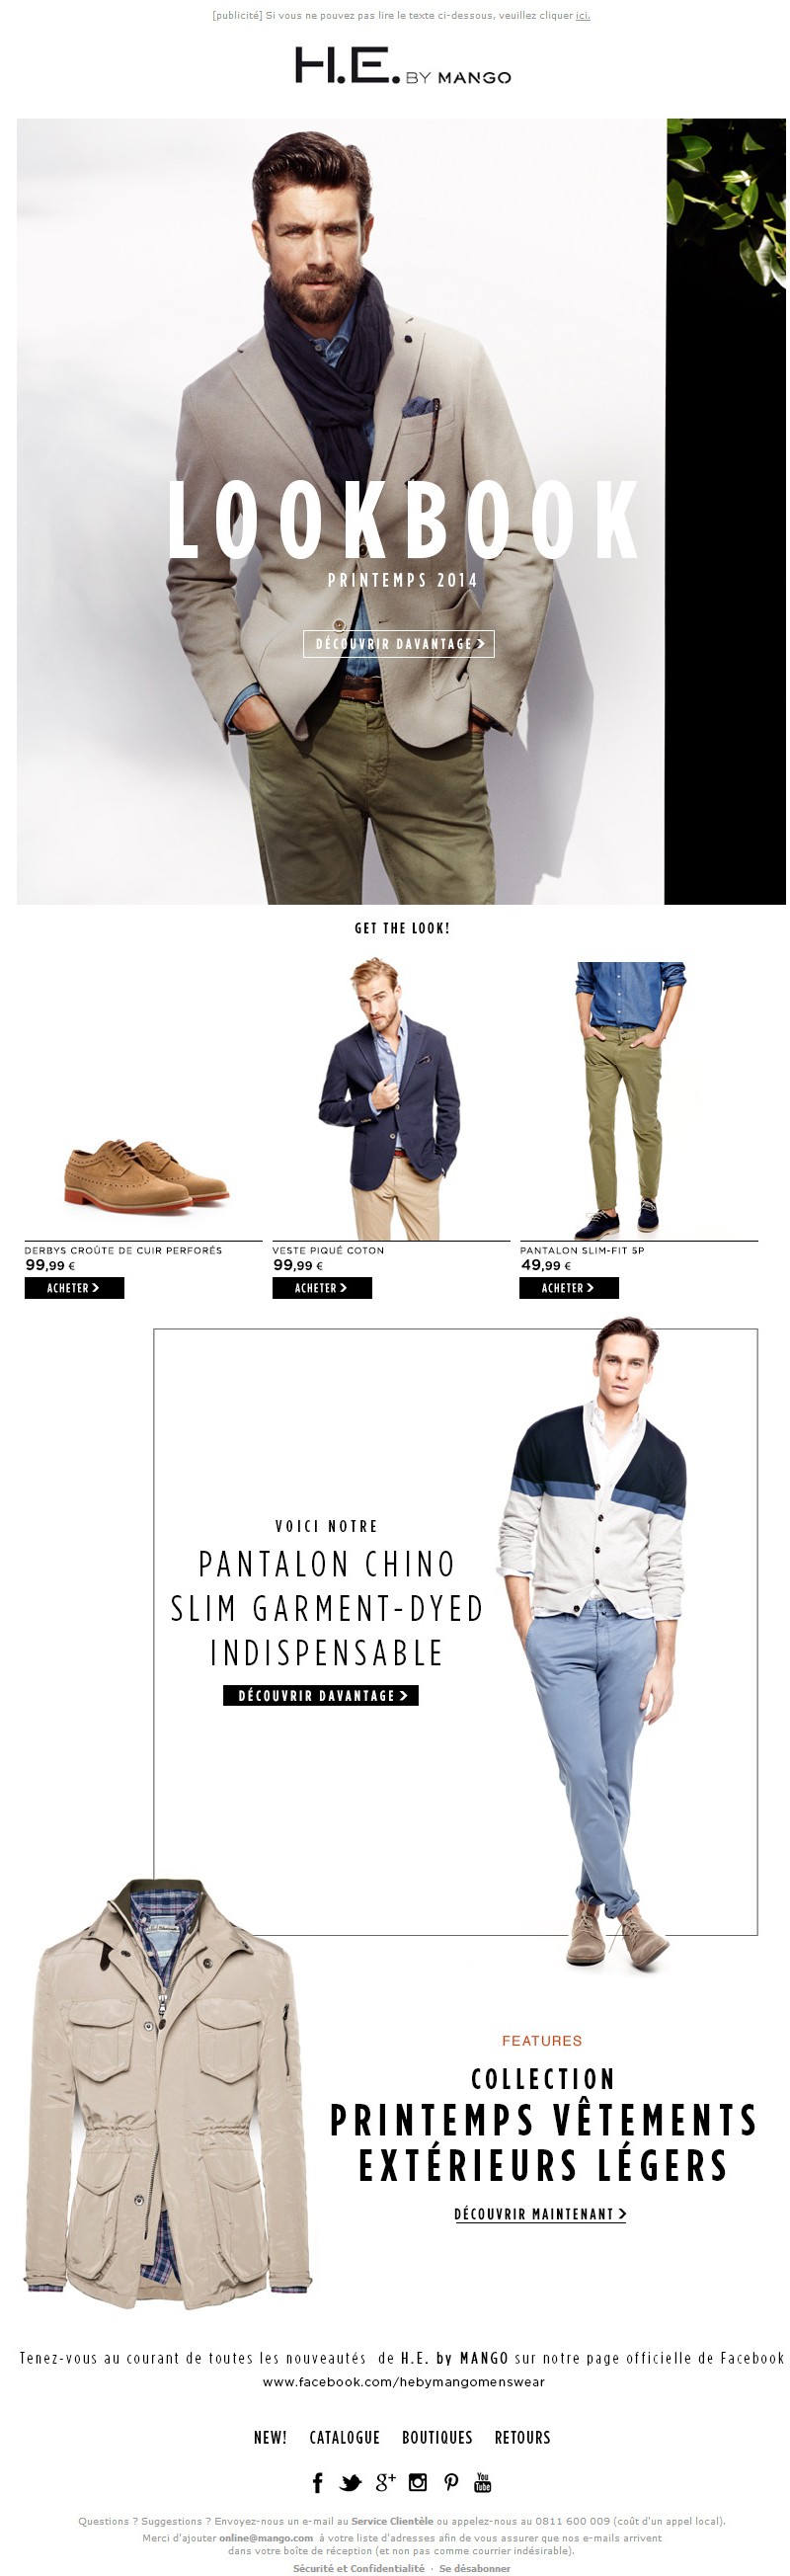 [publicité] Si vous ne pouvez pas lire le texte ci-dessous, veuillez cliquer ici.
H.E. BY MANGO
LOOKBOOK
PRINTEMPS 2014
DÉCOUVRIR DAVANTAGE >
GET THE LOOK!
DERBYS CROÛTE DE CUIR PERFORÉS
99,99 €
ACHETER >
VESTE PIQUÉ COTON
99,99 €
ACHETER >
PANTALON SLIM-FIT 5P
49,99 €
ACHETER >
VOICI NOTRE
PANTALON CHINO
SLIM GARMENT-DYED
INDISPENSABLE
DÉCOUVRIR DAVANTAGE >
FEATURES
COLLECTION
PRINTEMPS VÊTEMENTS
EXTÉRIEURS LÉGERS
DÉCOUVRIR MAINTENANT >
Tenez-vous au courant de toutes les nouveautés de H.E. by MANGO sur notre page officielle de Facebook
www.facebook.com/hebymangomenswear
NEW! CATALOGUE BOUTIQUES RETOURS
You Tube
Questions ? Suggestions ? Envoyez-nous un e-mail au Service Clientèle ou appelez-nous au 0811 600 009 (coût d'un appel local).
Merci d'ajouter online@mango.com à votre liste d'adresses afin de vous assurer que nos e-mails arrivent
dans votre boîte de réception (et non pas comme courrier indésirable).
Sécurité et Confidentialité · Se désabonner